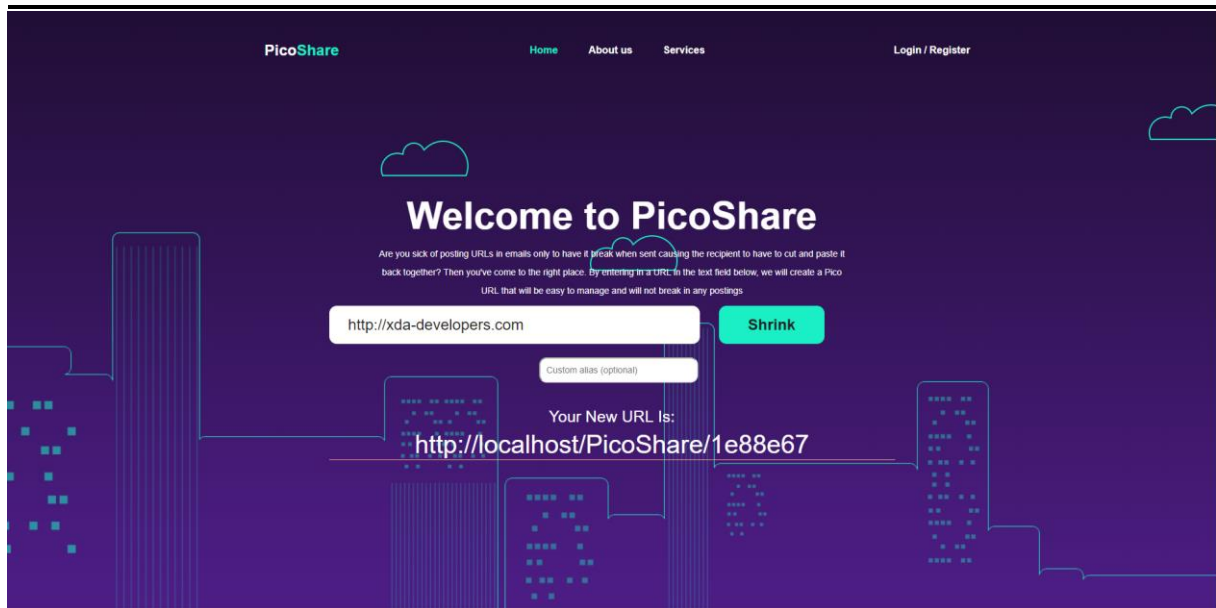 PicoShare
Home About us Services
Login / Register
Welcome to PicoShare
Are you sick of posting URLs in emails only to have it break when sent causing the recipient to have to cut and paste it
back together? Then you've come to the right place. By entering in a URL in the text field below, we will create a Pico
URL that will be easy to manage and will not break in any postings
http://xda-developers.com
Shrink
Custom alias (optional)
Your New URL Is:
http://localhost/PicoShare/1e88e67